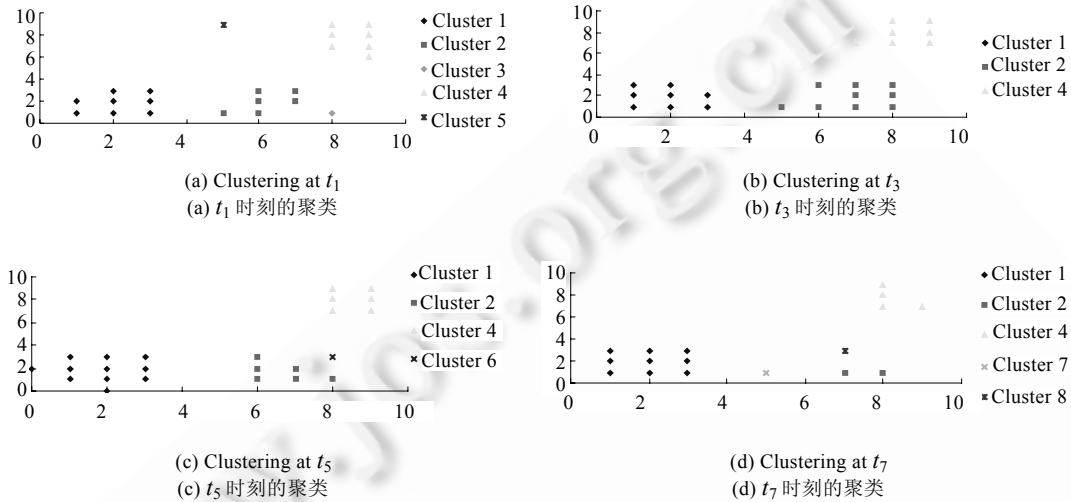 10
8
6
4
2
0
0
2
4
6
8
10
Cluster 1
Cluster 2
Cluster 3
Cluster 4
Cluster 5
(a) Clustering at t1
(a) t1 时刻的聚类
10
8
6
4
2
0
0
2
4
6
8
10
Cluster 1
Cluster 2
Cluster 4
(b) Clustering at t3
(b) t3 时刻的聚类
10
8
6
4
2
0
0
2
4
6
8
10
Cluster 1
Cluster 2
Cluster 4
Cluster 6
(c) Clustering at t5
(c) t5 时刻的聚类
10
8
6
4
2
0
0
2
4
6
8
10
Cluster 1
Cluster 2
Cluster 4
Cluster 7
Cluster 8
(d) Clustering at t7
(d) t7 时刻的聚类
w.jos.org.cn